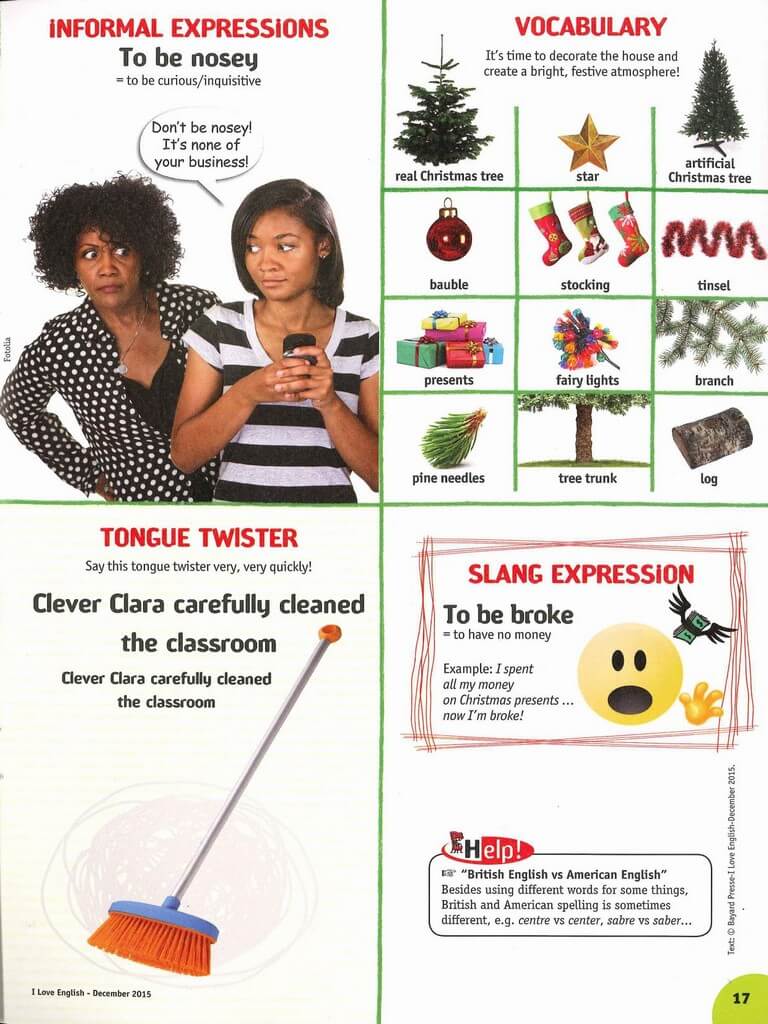 iNFORMAL EXPRESSiONS
To be nosey
= to be curious/inquisitive
Don't be nosey!
It's none of
your business!
Fotolia
VOCABULARY
It's time to decorate the house and
create a bright, festive atmosphere!
real Christmas tree
star
artificial
Christmas tree
bauble
stocking
tinsel
presents
fairy lights
branch
pine needles
tree trunk
log
TONGUE TWISTER
Say this tongue twister very, very quickly!
Clever Clara carefully cleaned
the classroom
Clever Clara carefully cleaned
the classroom
I Love English - December 2015
SLANG EXPRESSiON
To be broke
= to have no money
Example: I spent
all my money
on Christmas presents ...
now I'm broke!
Help!
☞ "British English vs American English"
Besides using different words for some things,
British and American spelling is sometimes
different, e.g. centre vs center, sabre vs saber...
Text: © Bayard Presse-I Love English-December 2015.
17